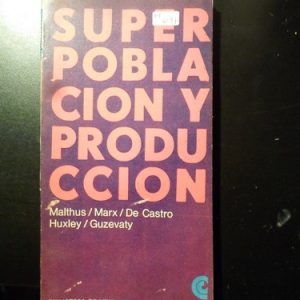 SUPER
POBLA
CION Y
PRODU
CCION
Malthus / Marx / De Castro
Huxley / Guzevaty